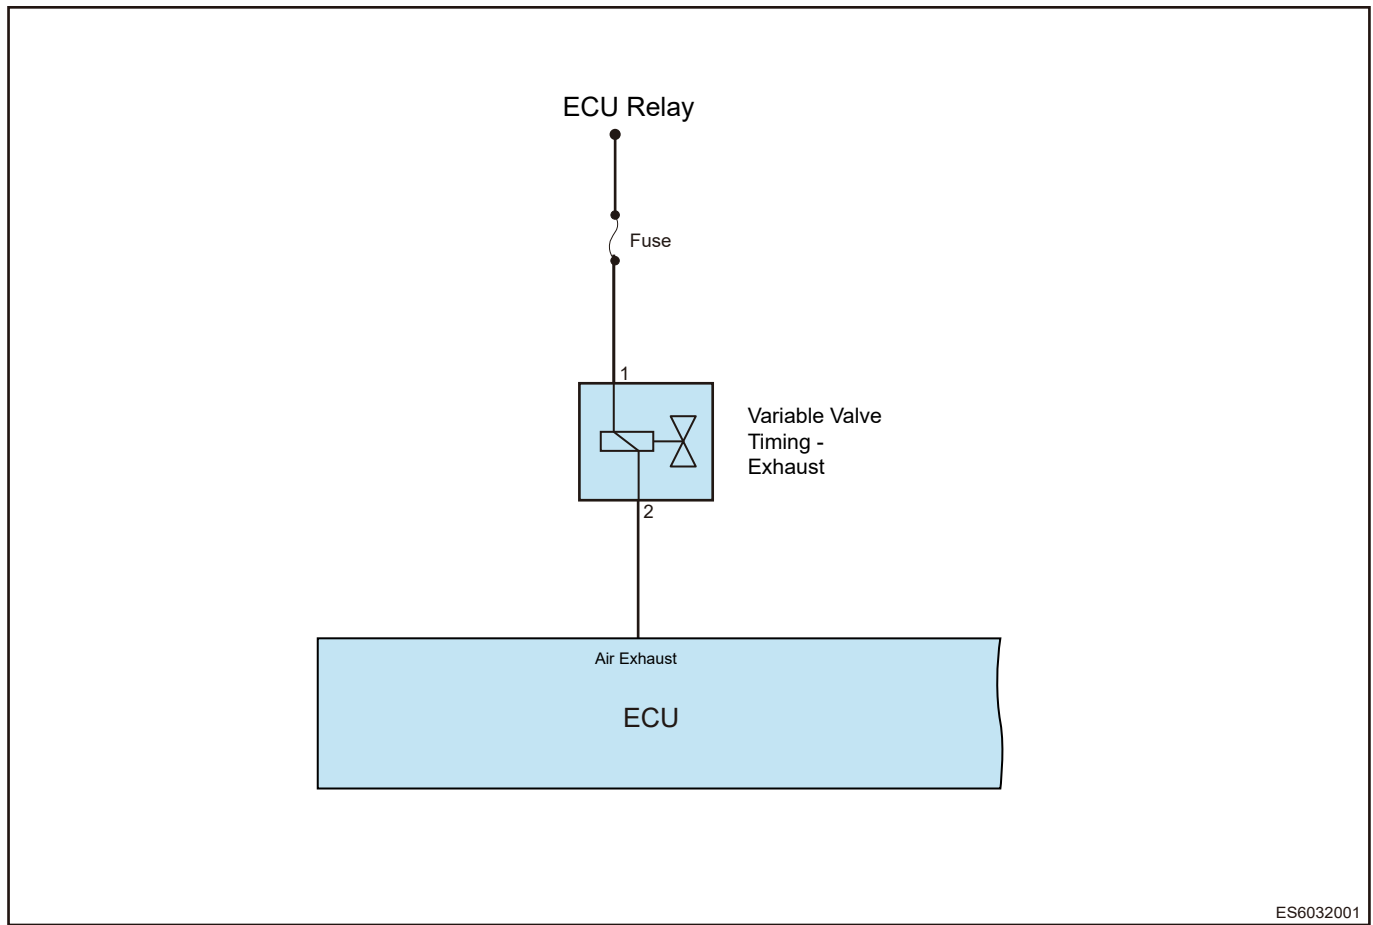 ECU Relay
Fuse
1
Variable Valve
Timing -
Exhaust
2
Air Exhaust
ECU
ES6032001